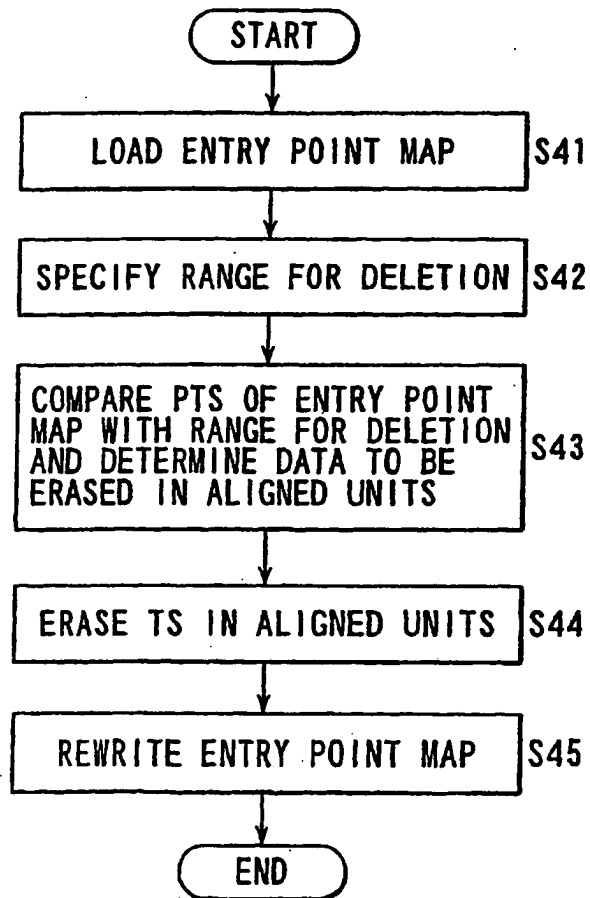 START
LOAD ENTRY POINT MAP
S41
SPECIFY RANGE FOR DELETION
S42
COMPARE PTS OF ENTRY POINT
MAP WITH RANGE FOR DELETION
AND DETERMINE DATA TO BE
ERASED IN ALIGNED UNITS
S43
ERASE TS IN ALIGNED UNITS
S44
REWRITE ENTRY POINT MAP
S45
END